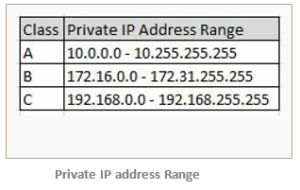 Class Private IP Address Range
A 10.0.0.0 - 10.255.255.255
B 172.16.0.0 - 172.31.255.255
C 192.168.0.0 - 192.168.255.255
Private IP address Range